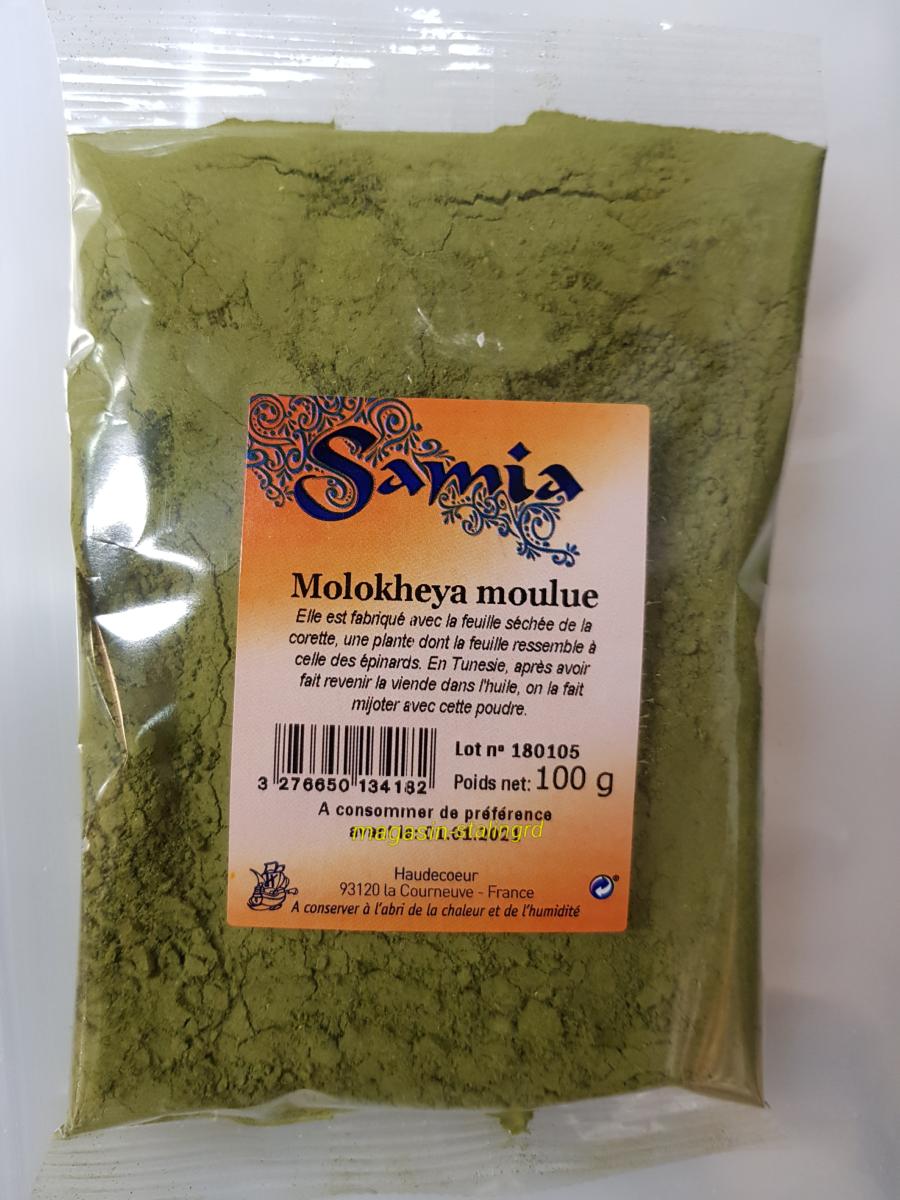 Samia
Molokheya moulue
Elle est fabriqué avec la feuille séchée de la
corette, une plante dont la feuille ressemble à
celle des épinards. En Tunesie, après avoir
fait revenir la viende dans l'huile, on la fait
mijoter avec cette poudre.
Lot nº 180105
3 276650 134182
Poids net: 100 g
A consommer de préférence
magasin-stalingrd
Haudecoeur
93120 la Courneuve - France
A conserver à l'abri de la chaleur et de l'humidité